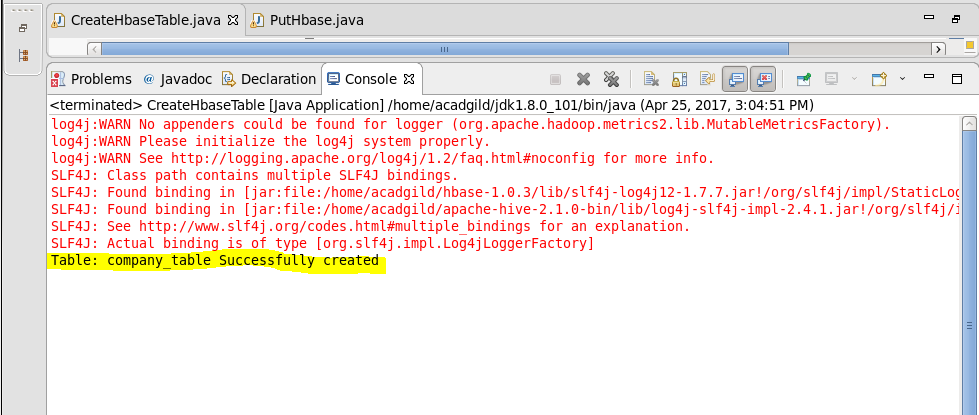 CreateHbaseTable.java PutHbase.java
Problems @ Javadoc Declaration Console
<terminated> CreateHbaseTable [Java Application] /home/acadgild/jdk1.8.0_101/bin/java (Apr 25, 2017, 3:04:51 PM)
log4j:WARN No appenders could be found for logger (org.apache.hadoop.metrics2.lib.MutableMetricsFactory).
log4j:WARN Please initialize the log4j system properly.
log4j:WARN See http://logging.apache.org/log4j/1.2/faq.html#noconfig for more info.
SLF4J: Class path contains multiple SLF4J bindings.
SLF4J: Found binding in [jar:file:/home/acadgild/hbase-1.0.3/lib/slf4j-log4j12-1.7.7.jar!/org/slf4j/impl/StaticLog
SLF4J: Found binding in [jar:file:/home/acadgild/apache-hive-2.1.0-bin/lib/log4j-slf4j-impl-2.4.1.jar!/org/slf4j/i
SLF4J: See http://www.slf4j.org/codes.html#multiple_bindings for an explanation.
SLF4J: Actual binding is of type [org.slf4j.impl.Log4jLoggerFactory]
Table: company_table Successfully created